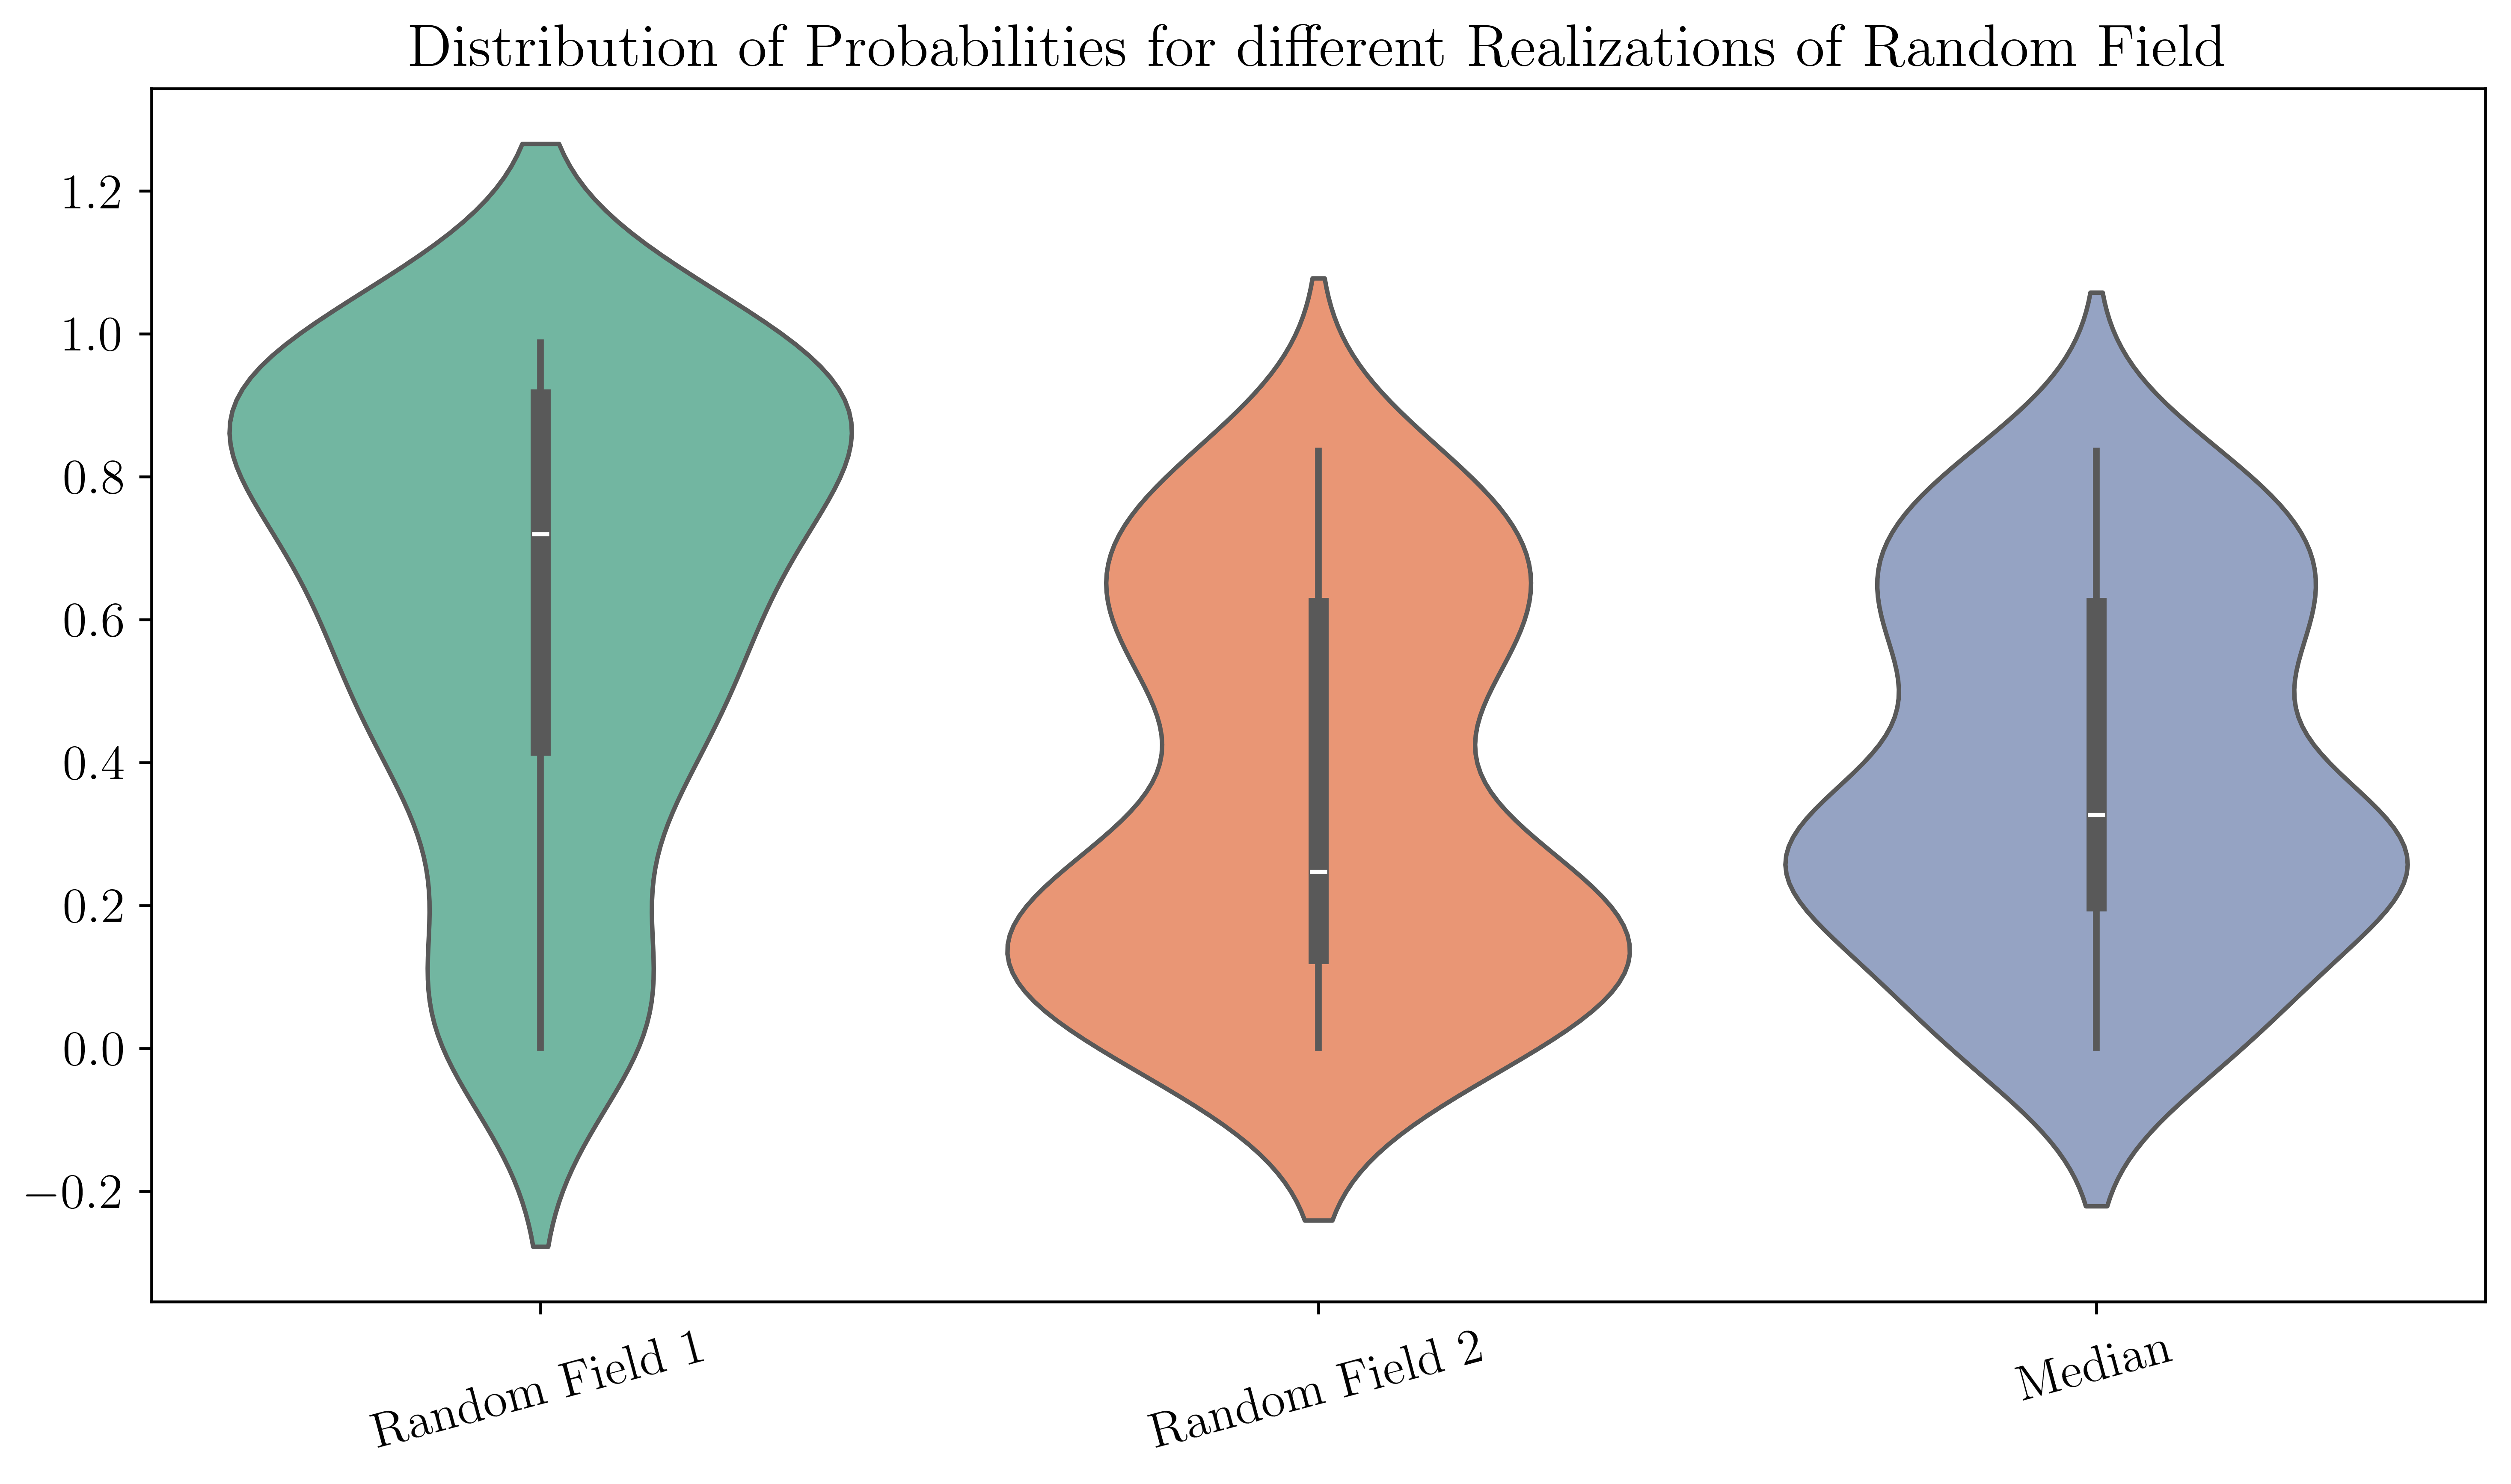 Distribution of Probabilities for different Realizations of Random Field
1.2
1.0
0.8
0.6
0.4
0.2
0.0
−0.2
Random Field 1
Random Field 2
Median